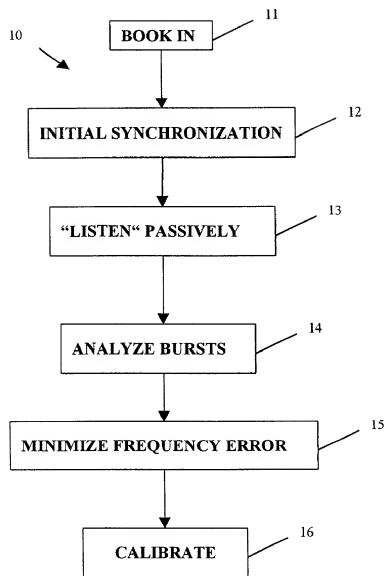 10
11
BOOK IN
12
INITIAL SYNCHRONIZATION
13
“LISTEN“ PASSIVELY
14
ANALYZE BURSTS
15
MINIMIZE FREQUENCY ERROR
16
CALIBRATE